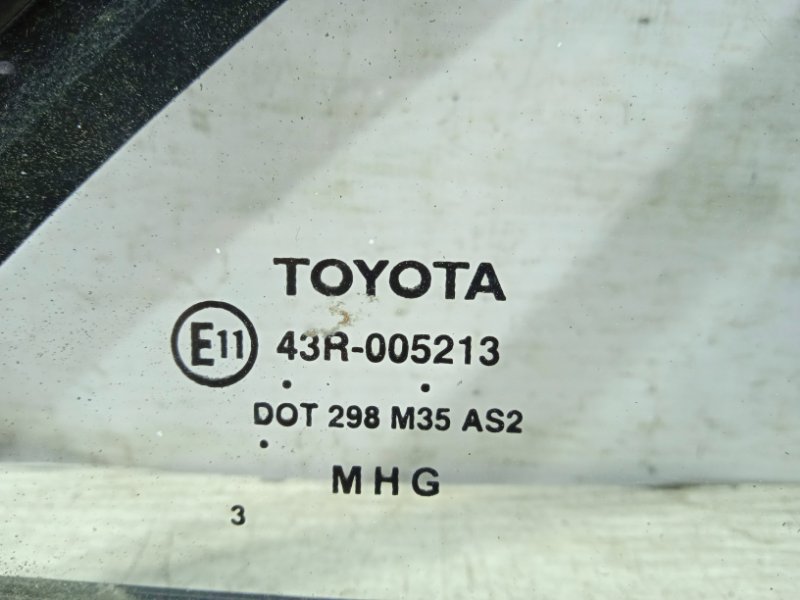 TOYOTA
E11 43R-005213
DOT 298 M35 AS2
MHG
3